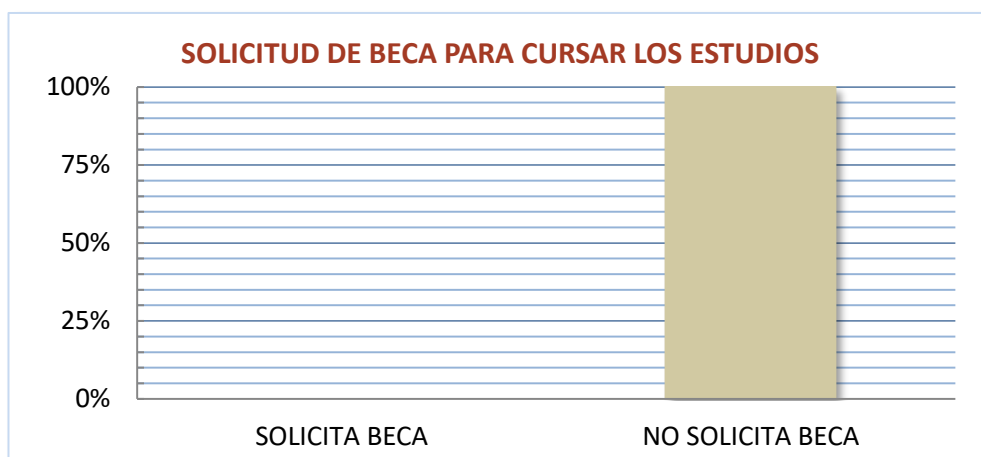 SOLICITUD DE BECA PARA CURSAR LOS ESTUDIOS
100%
75%
50%
25%
0%
SOLICITA BECA
NO SOLICITA BECA